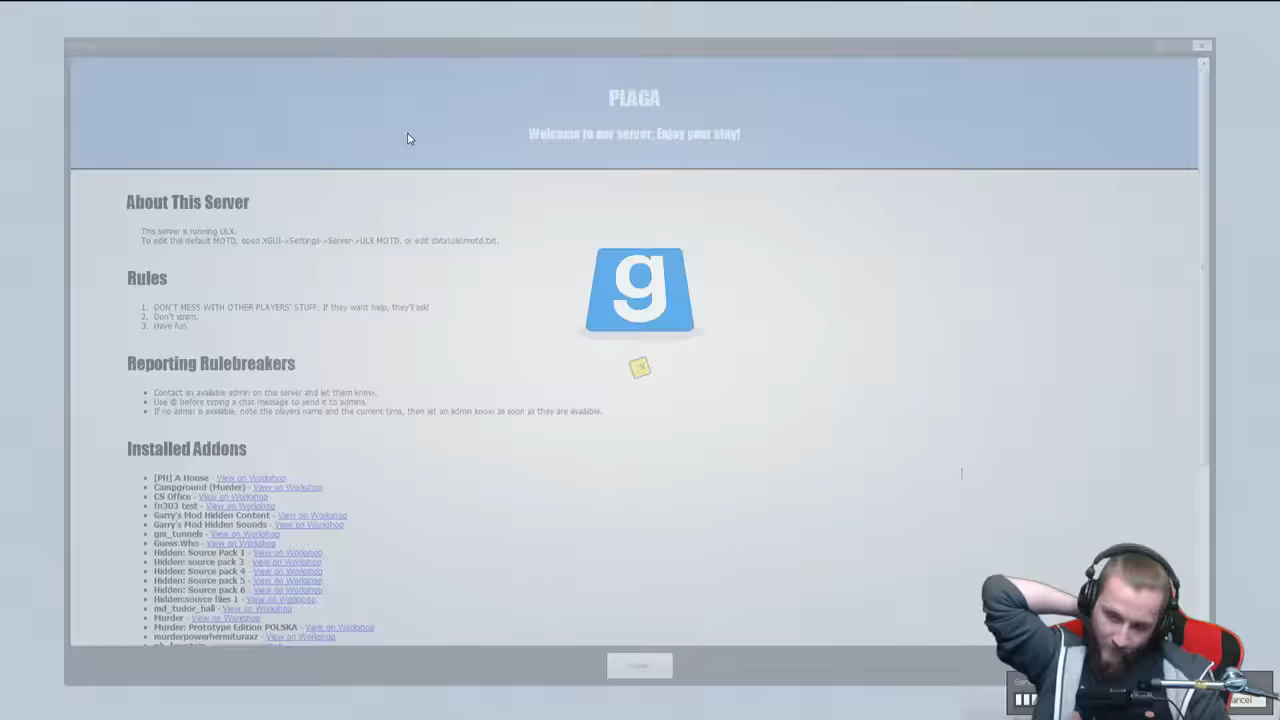 PLAGA
Welcome to our server. Enjoy your stay!
About This Server
This server is running ULX.
To edit this default MOTD, open XGUI->Settings->Server->ULX MOTD, or edit data\ulx\motd.txt.
g
Rules
1. DON'T MESS WITH OTHER PLAYERS' STUFF. If they want help, they'll ask!
2. Don't spam.
3. Have fun.
Reporting Rulebreakers
Contact an available admin on this server and let them know.
Use @ before typing a chat message to send it to admins.
If no admin is available, note the players name and the current time, then let an admin know as soon as they are available.
Installed Addons
[PH] A House - View on Workshop
Campground (Murder) - View on Workshop
CS Office - View on Workshop
fn303 test - View on Workshop
Garry's Mod Hidden Content - View on Workshop
Garry's Mod Hidden Sounds - View on Workshop
gm_tunnels - View on Workshop
Guess Who - View on Workshop
Hidden: Source Pack 1 - View on Workshop
Hidden: source pack 3 - View on Workshop
Hidden: Source pack 4 - View on Workshop
Hidden: Source pack 5 - View on Workshop
Hidden: Source pack 6 - View on Workshop
Hidden:source files 1 - View on Workshop
md_tudor_hall - View on Workshop
Murder - View on Workshop
Murder: Prototype Edition POLSKA - View on Workshop
murderpowerhermituraxz - View on Workshop